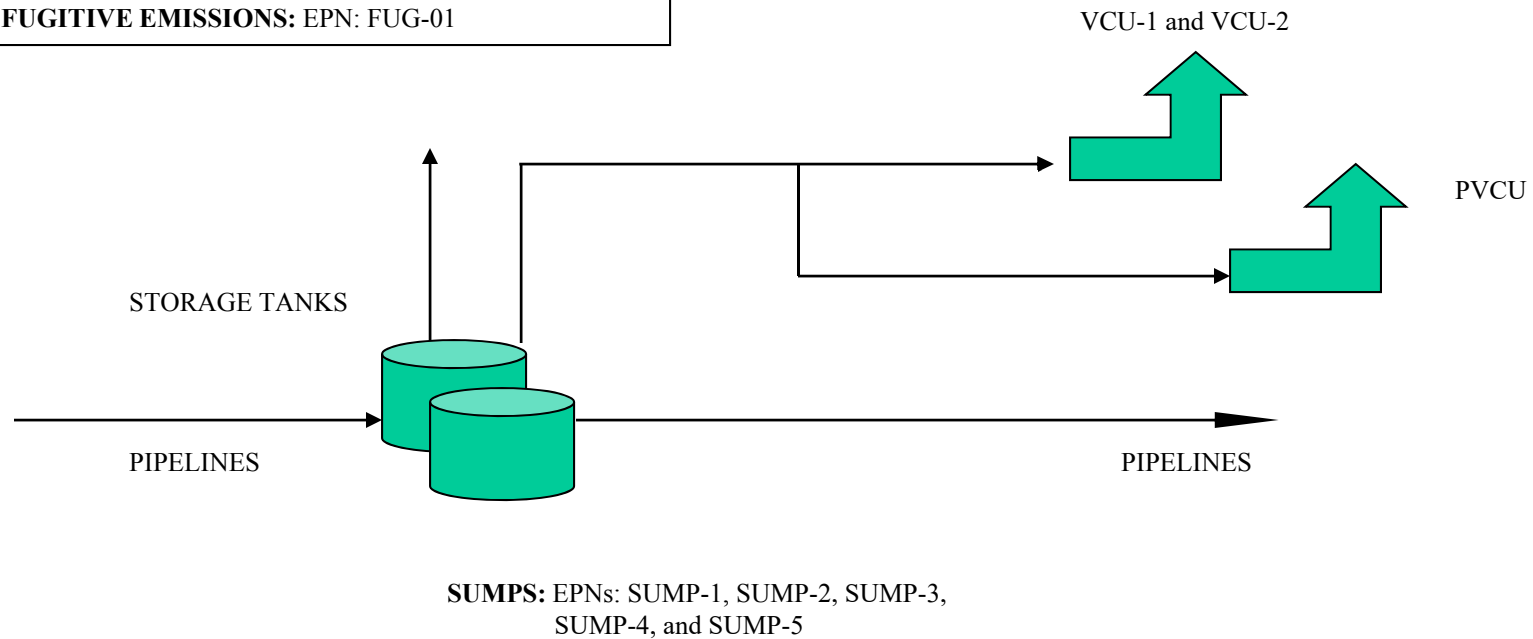 FUGITIVE EMISSIONS: EPN: FUG-01
VCU-1 and VCU-2
PVCU
STORAGE TANKS
PIPELINES
PIPELINES
SUMPS: EPNs: SUMP-1, SUMP-2, SUMP-3,
SUMP-4, and SUMP-5